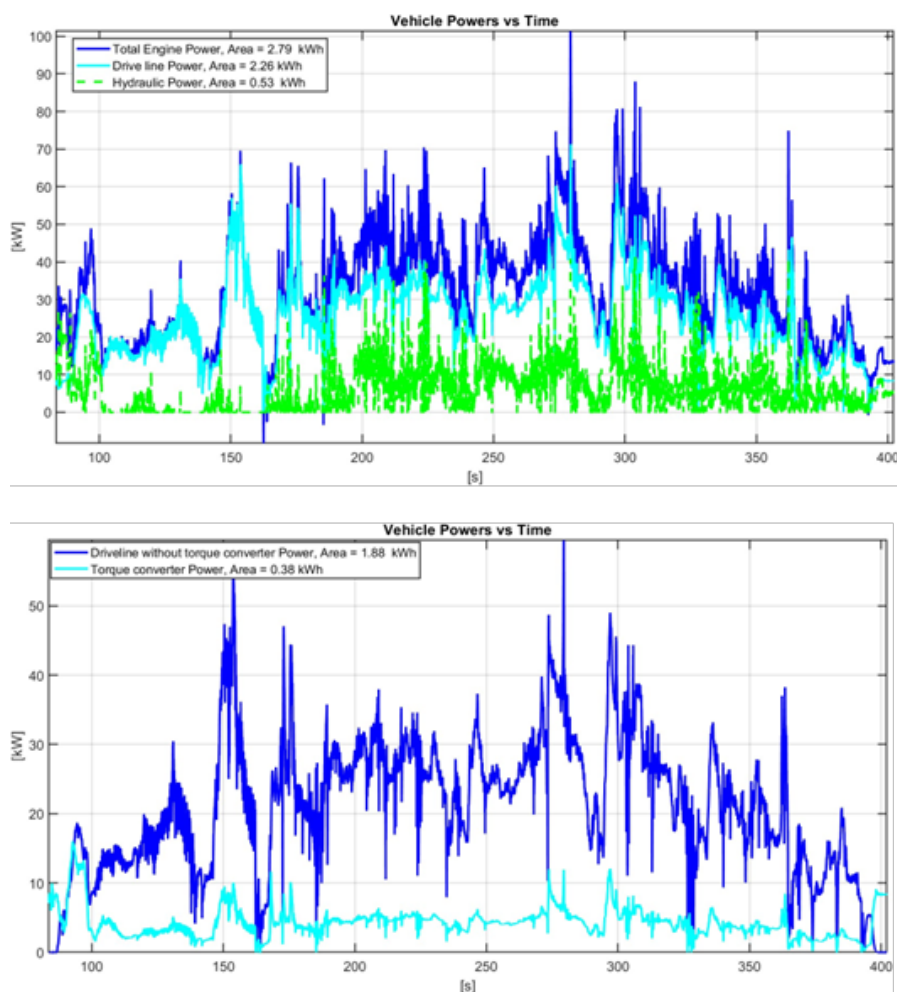 Vehicle Powers vs Time
Total Engine Power, Area = 2.79  kWh
Drive line Power, Area = 2.26 kWh
Hydraulic Power, Area = 0.53  kWh
100
90
80
70
60
50
40
30
20
10
0
[kW]
100 150 200 250 300 350 400
[s]
Vehicle Powers vs Time
Driveline without torque converter Power, Area = 1.88  kWh
Torque converter Power, Area = 0.38 kWh
50
40
30
20
10
0
[kW]
100 150 200 250 300 350 400
[s]